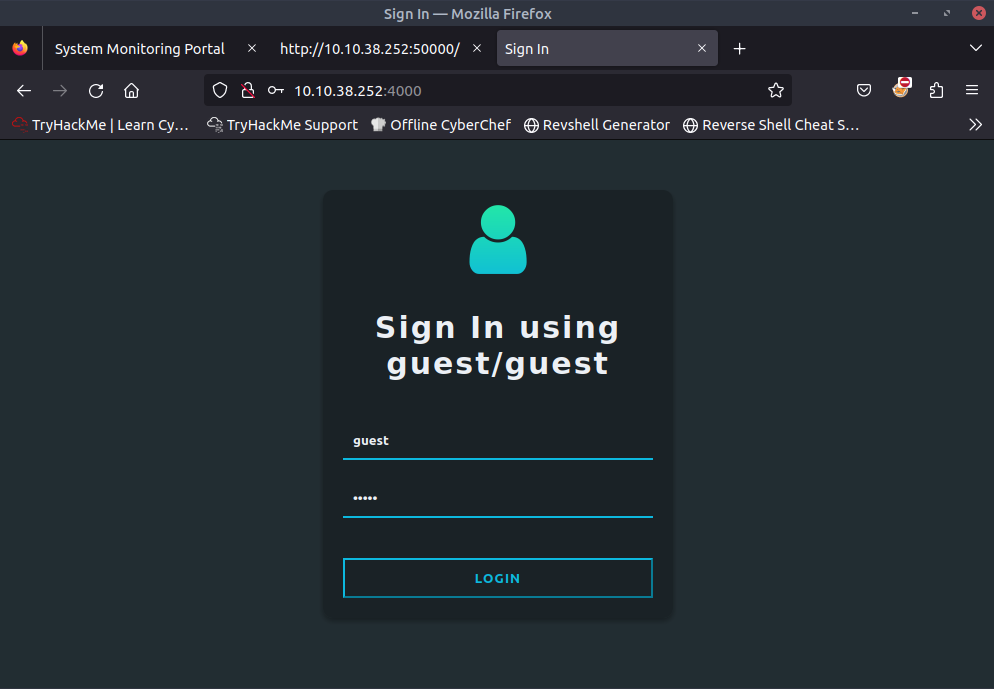 Sign In — Mozilla Firefox
System Monitoring Portal
http://10.10.38.252:50000/
Sign In
10.10.38.252:4000
TryHackMe | Learn Cy…
TryHackMe Support
Offline CyberChef
Revshell Generator
Reverse Shell Cheat S…
Sign In using
guest/guest
guest
•••••
LOGIN